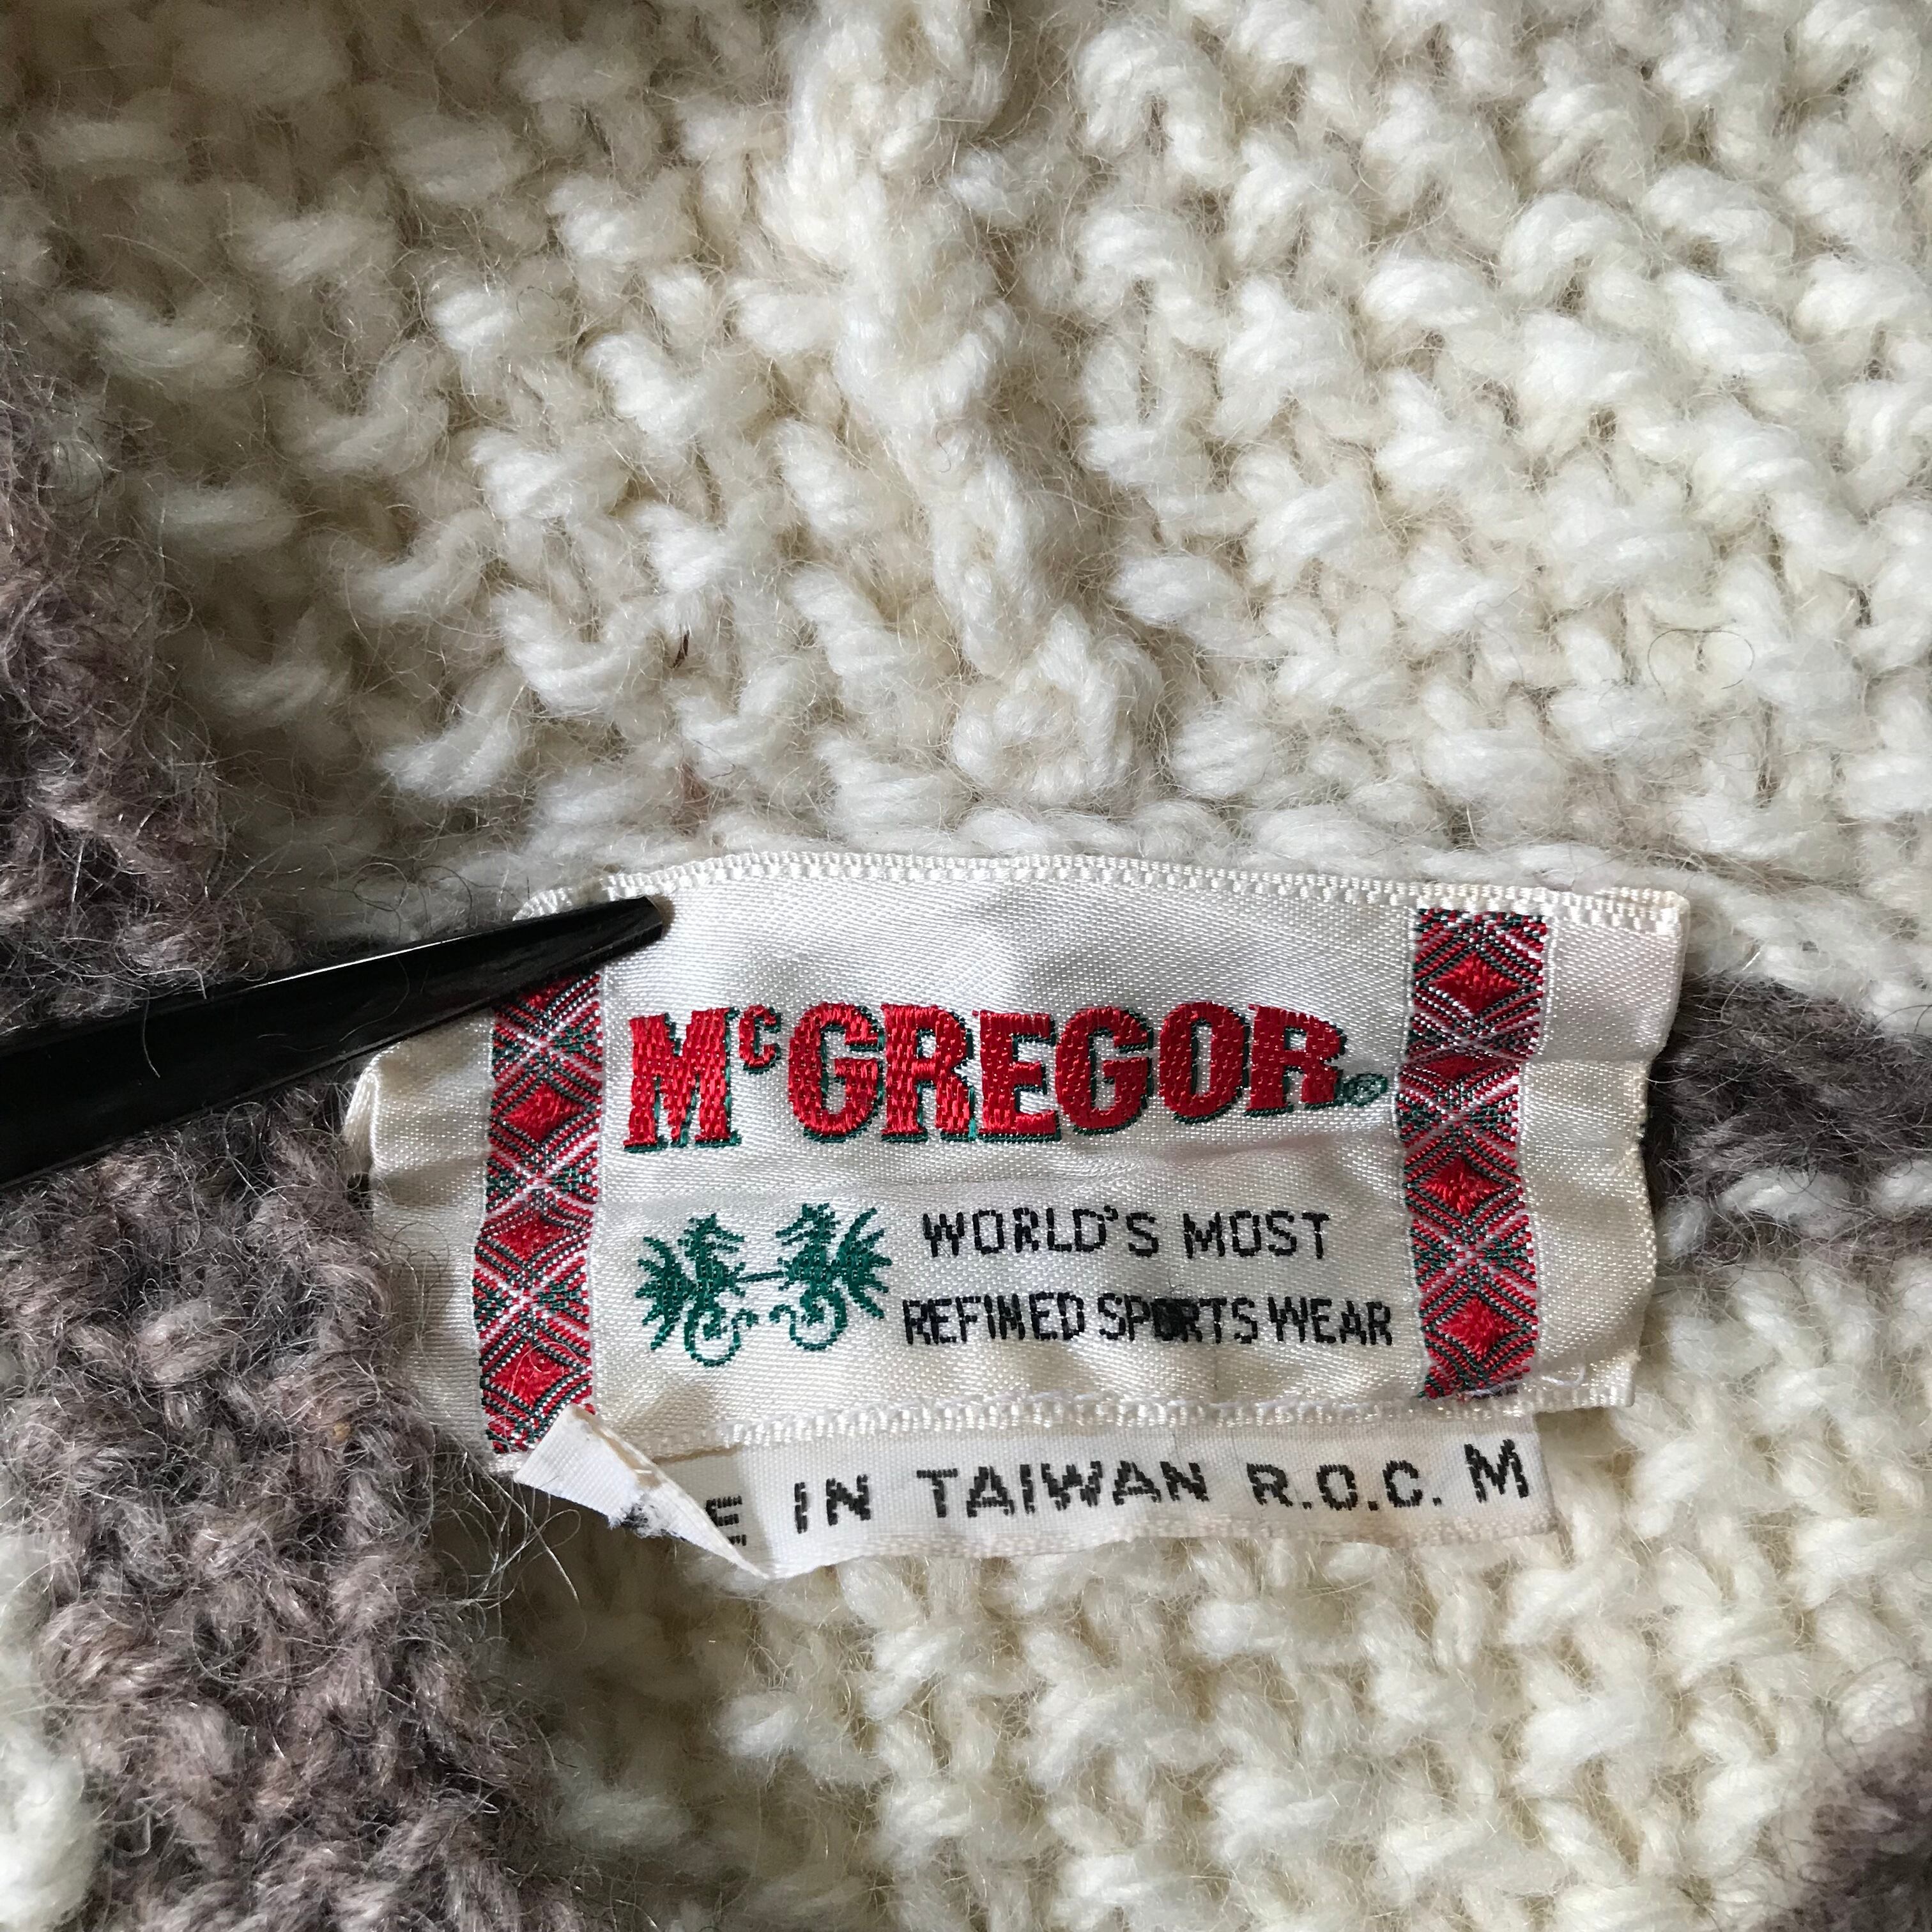 McGREGOR®
WORLD'S MOST
REFINED SPORTS WEAR
E IN TAIWAN R.O.C. M